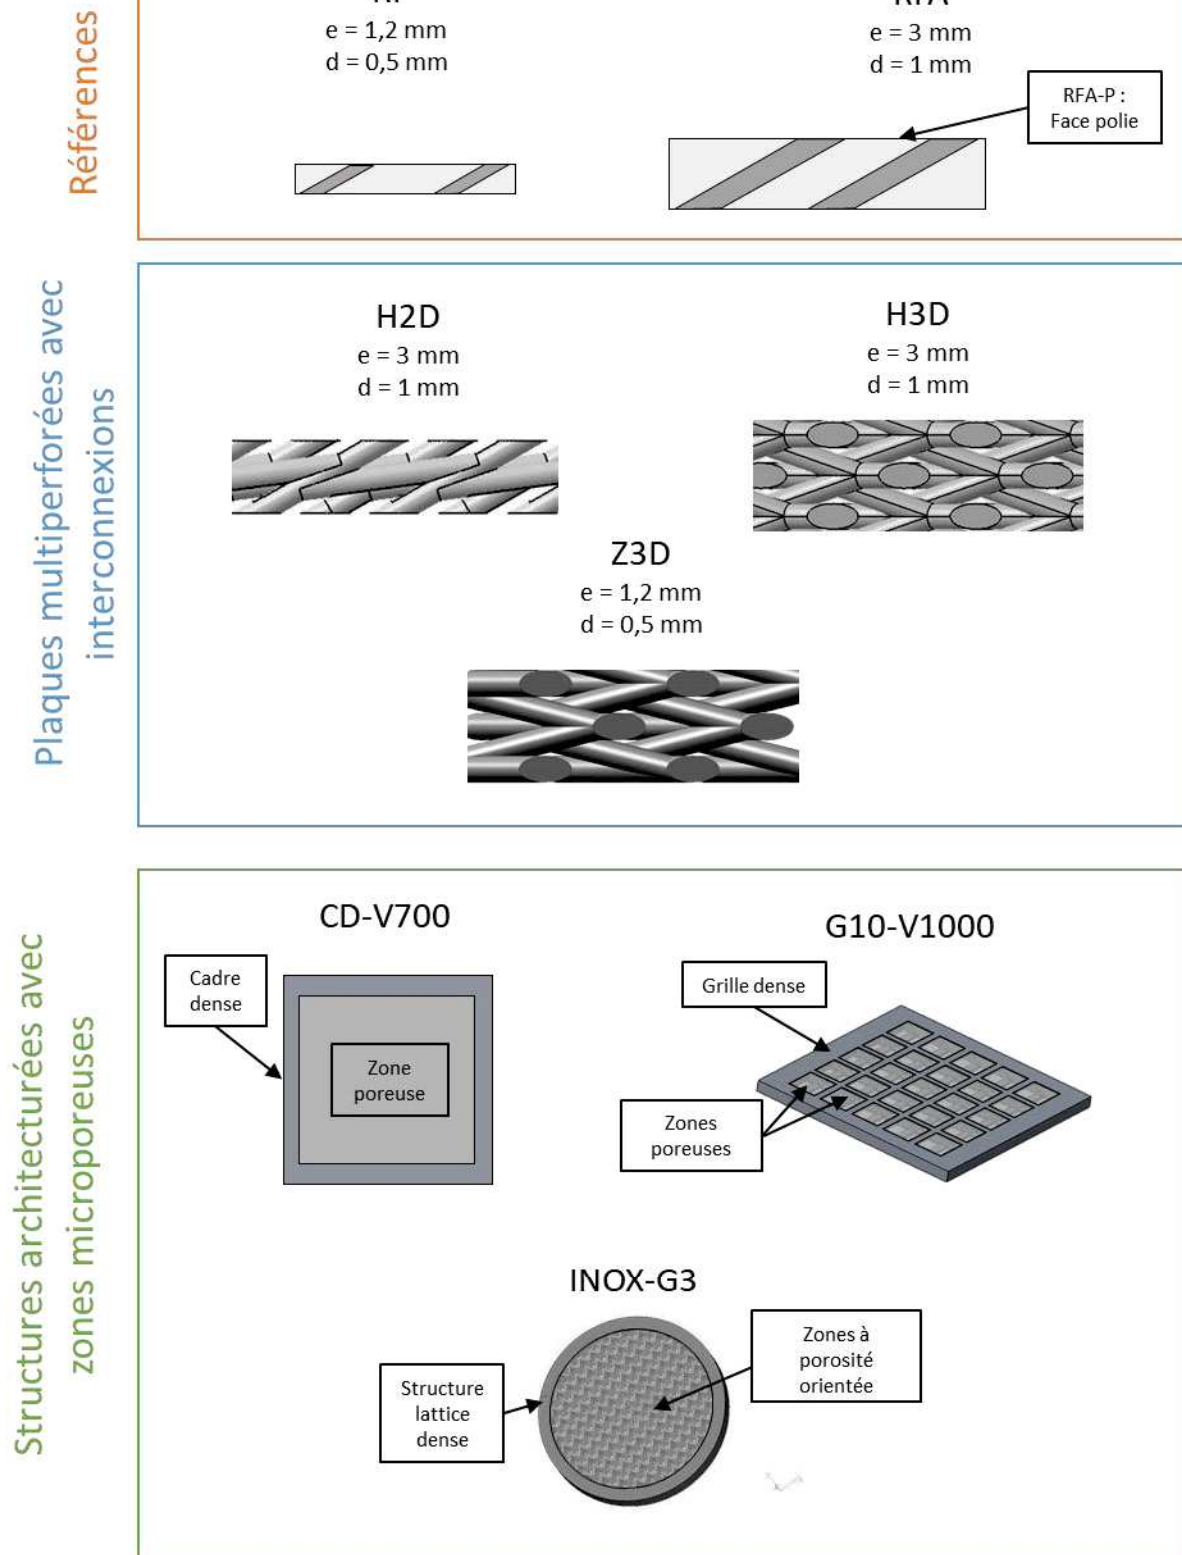 Références
e = 1,2 mm
d = 0,5 mm
e = 3 mm
d = 1 mm
RFA-P :
Face polie
Plaques multiperforées avec
interconnexions
H2D
e = 3 mm
d = 1 mm
H3D
e = 3 mm
d = 1 mm
Z3D
e = 1,2 mm
d = 0,5 mm
Structures architecturées avec
zones microporeuses
CD-V700
Cadre
dense
Zone
poreuse
G10-V1000
Grille dense
Zones
poreuses
INOX-G3
Structure
lattice
dense
Zones à
porosité
orientée